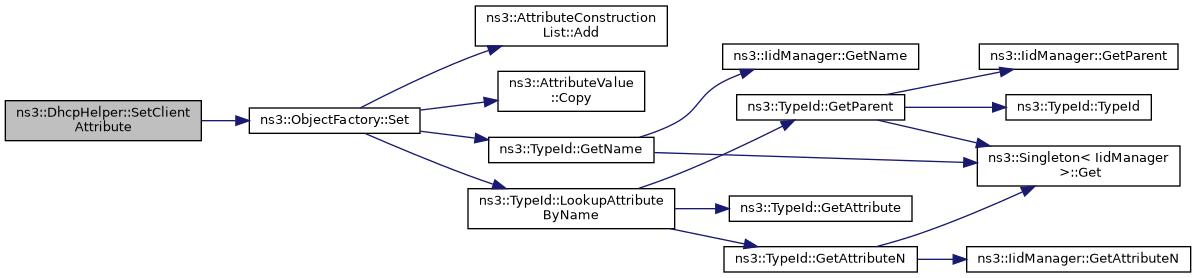 ns3::DhcpHelper::SetClient
Attribute
ns3::ObjectFactory::Set
ns3::AttributeConstruction
List::Add
ns3::AttributeValue
::Copy
ns3::TypeId::GetName
ns3::TypeId::LookupAttribute
ByName
ns3::IidManager::GetName
ns3::TypeId::GetParent
ns3::TypeId::GetAttribute
ns3::TypeId::GetAttributeN
ns3::IidManager::GetParent
ns3::TypeId::TypeId
ns3::Singleton< IidManager
>::Get
ns3::IidManager::GetAttributeN